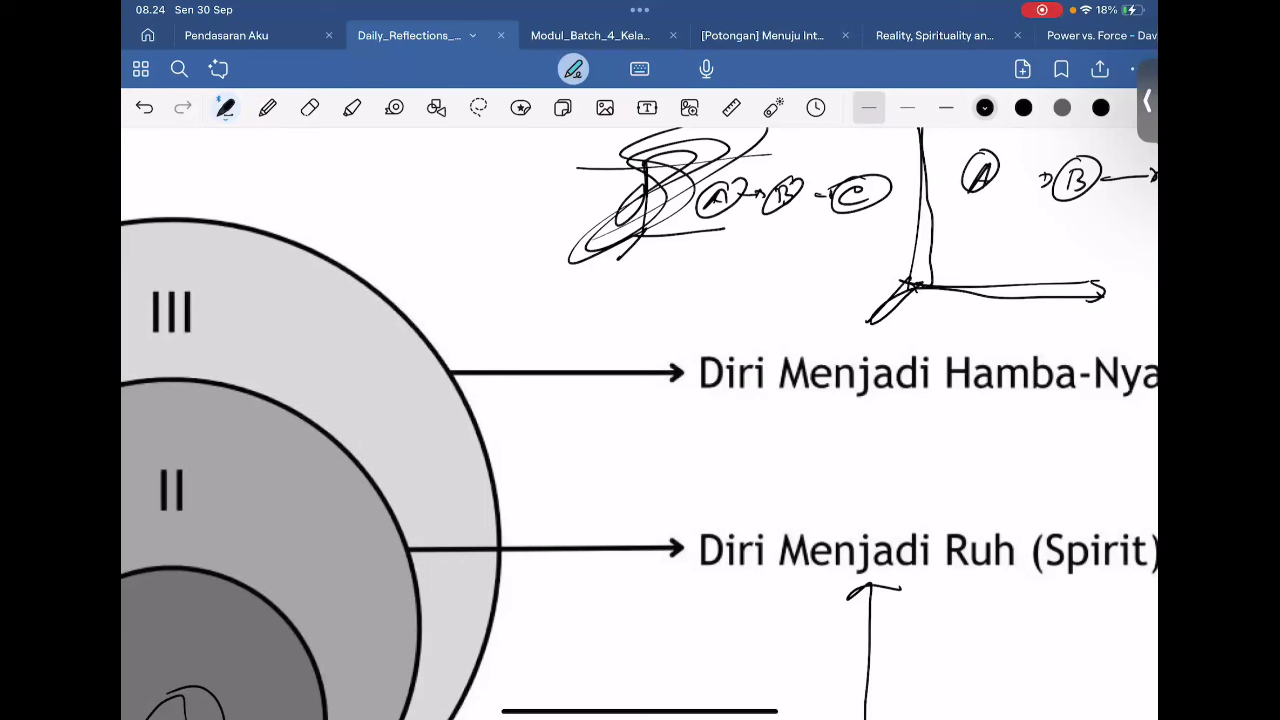 08.24 Sen 30 Sep
18%
Pendasaran Aku
Daily_Reflections_...
Modul_Batch_4_Kela...
[Potongan] Menuju Int...
Reality, Spirituality an...
Power vs. Force - Dav
A B C
A B
III
Diri Menjadi Hamba-Nya
II
Diri Menjadi Ruh (Spirit)